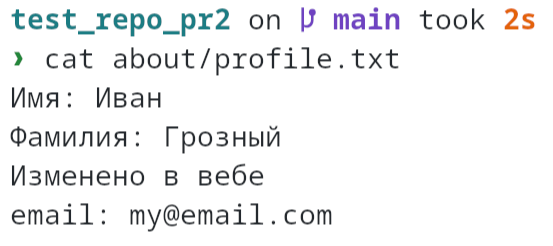 test_repo_pr2 on  main took 2s
❯ cat about/profile.txt
Имя: Иван
Фамилия: Грозный
Изменено в вебе
email: my@email.com